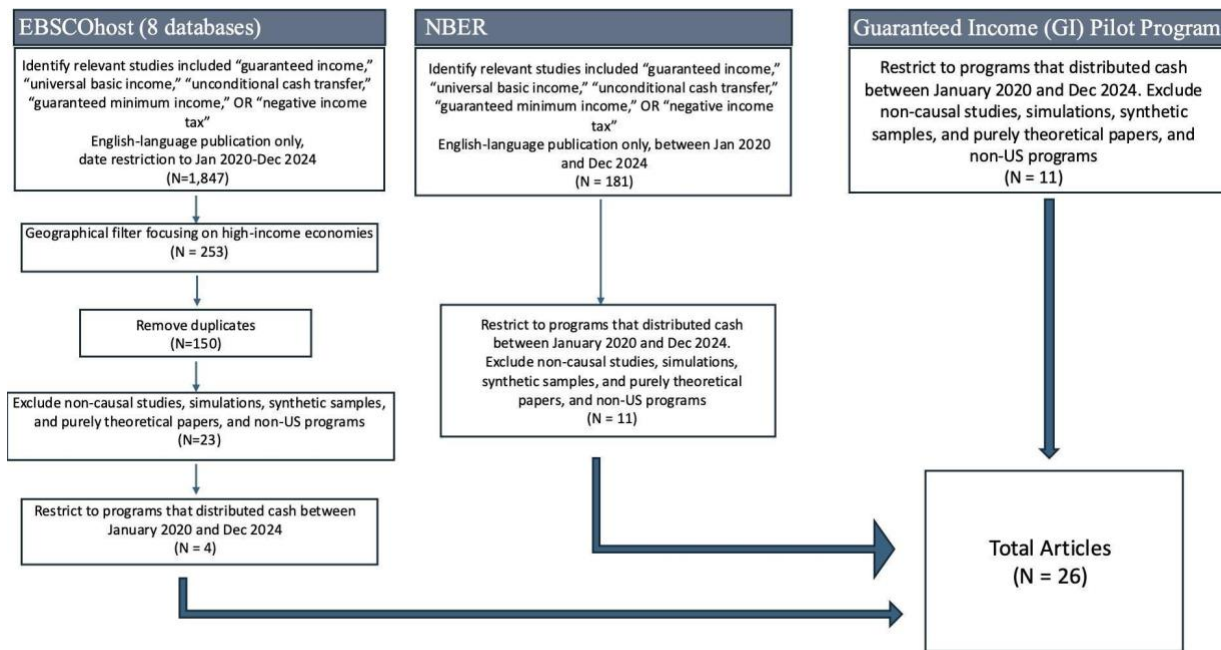 EBSCOhost (8 databases)
Identify relevant studies included “guaranteed income,”
“universal basic income,” “unconditional cash transfer,”
“guaranteed minimum income,” OR “negative income
tax”
English-language publication only,
date restriction to Jan 2020-Dec 2024
(N=1,847)
Geographical filter focusing on high-income economies
(N = 253)
Remove duplicates
(N=150)
Exclude non-causal studies, simulations, synthetic samples,
and purely theoretical papers, and non-US programs
(N=23)
Restrict to programs that distributed cash between
January 2020 and Dec 2024
(N = 4)
NBER
Identify relevant studies included “guaranteed income,”
“universal basic income,” “unconditional cash transfer,”
“guaranteed minimum income,” OR “negative income
tax”
English-language publication only, between Jan 2020
and Dec 2024
(N = 181)
Restrict to programs that distributed cash
between January 2020 and Dec 2024.
Exclude non-causal studies, simulations,
synthetic samples, and purely theoretical
papers, and non-US programs
(N = 11)
Guaranteed Income (GI) Pilot Program
Restrict to programs that distributed cash
between January 2020 and Dec 2024. Exclude
non-causal studies, simulations, synthetic
samples, and purely theoretical papers, and
non-US programs
(N = 11)
Total Articles
(N = 26)